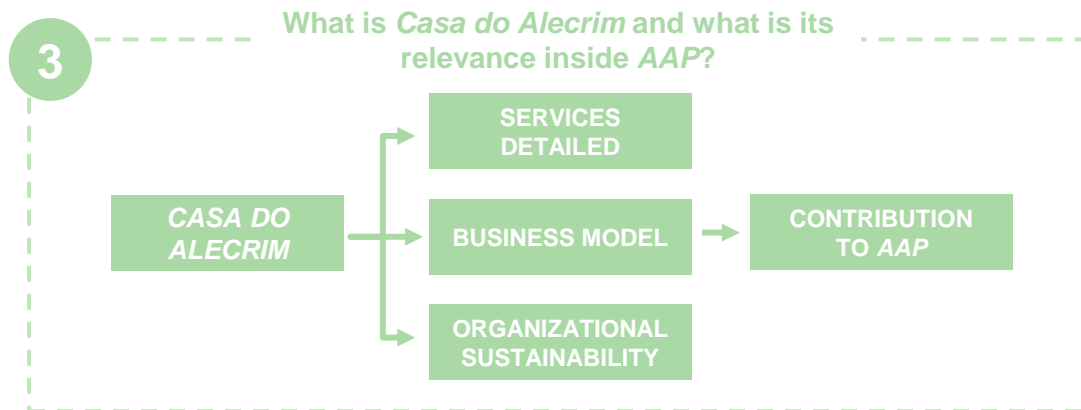 3
What is Casa do Alecrim and what is its
relevance inside AAP?
SERVICES
DETAILED
CASA DO
ALECRIM
BUSINESS MODEL
CONTRIBUTION
TO AAP
ORGANIZATIONAL
SUSTAINABILITY